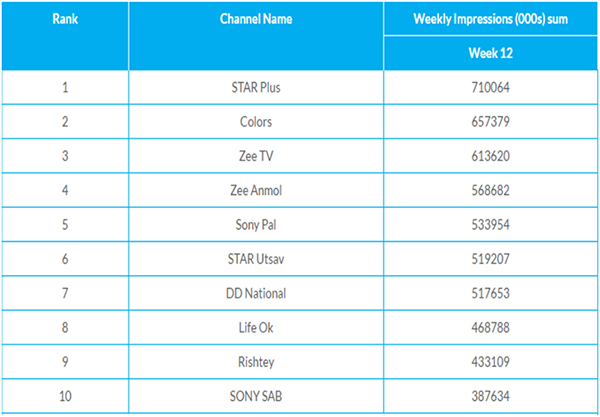 Rank Channel Name Weekly Impressions (000s) sum
Week 12
1 STAR Plus 710064
2 Colors 657379
3 Zee TV 613620
4 Zee Anmol 568682
5 Sony Pal 533954
6 STAR Utsav 519207
7 DD National 517653
8 Life Ok 468788
9 Rishtey 433109
10 SONY SAB 387634